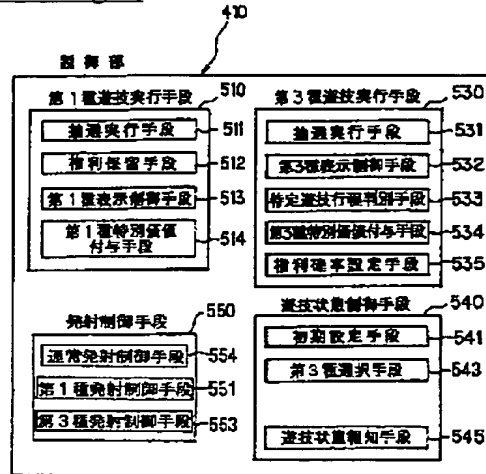 410
制御部
第1種遊技実行手段 510
抽選実行手段 511
権利保留手段 512
第1種表示制御手段 513
第1種特別価値付与手段 514
第3種遊技実行手段 530
抽選実行手段 531
第3種表示制御手段 532
特定遊技行程判別手段 533
第3種特別価値付与手段 534
権利確率設定手段 535
発射制御手段 550
通常発射制御手段 554
第1種発射制御手段 551
第3種発射制御手段 553
遊技状態制御手段 540
初期設定手段 541
第3種選択手段 543
遊技状態報知手段 545